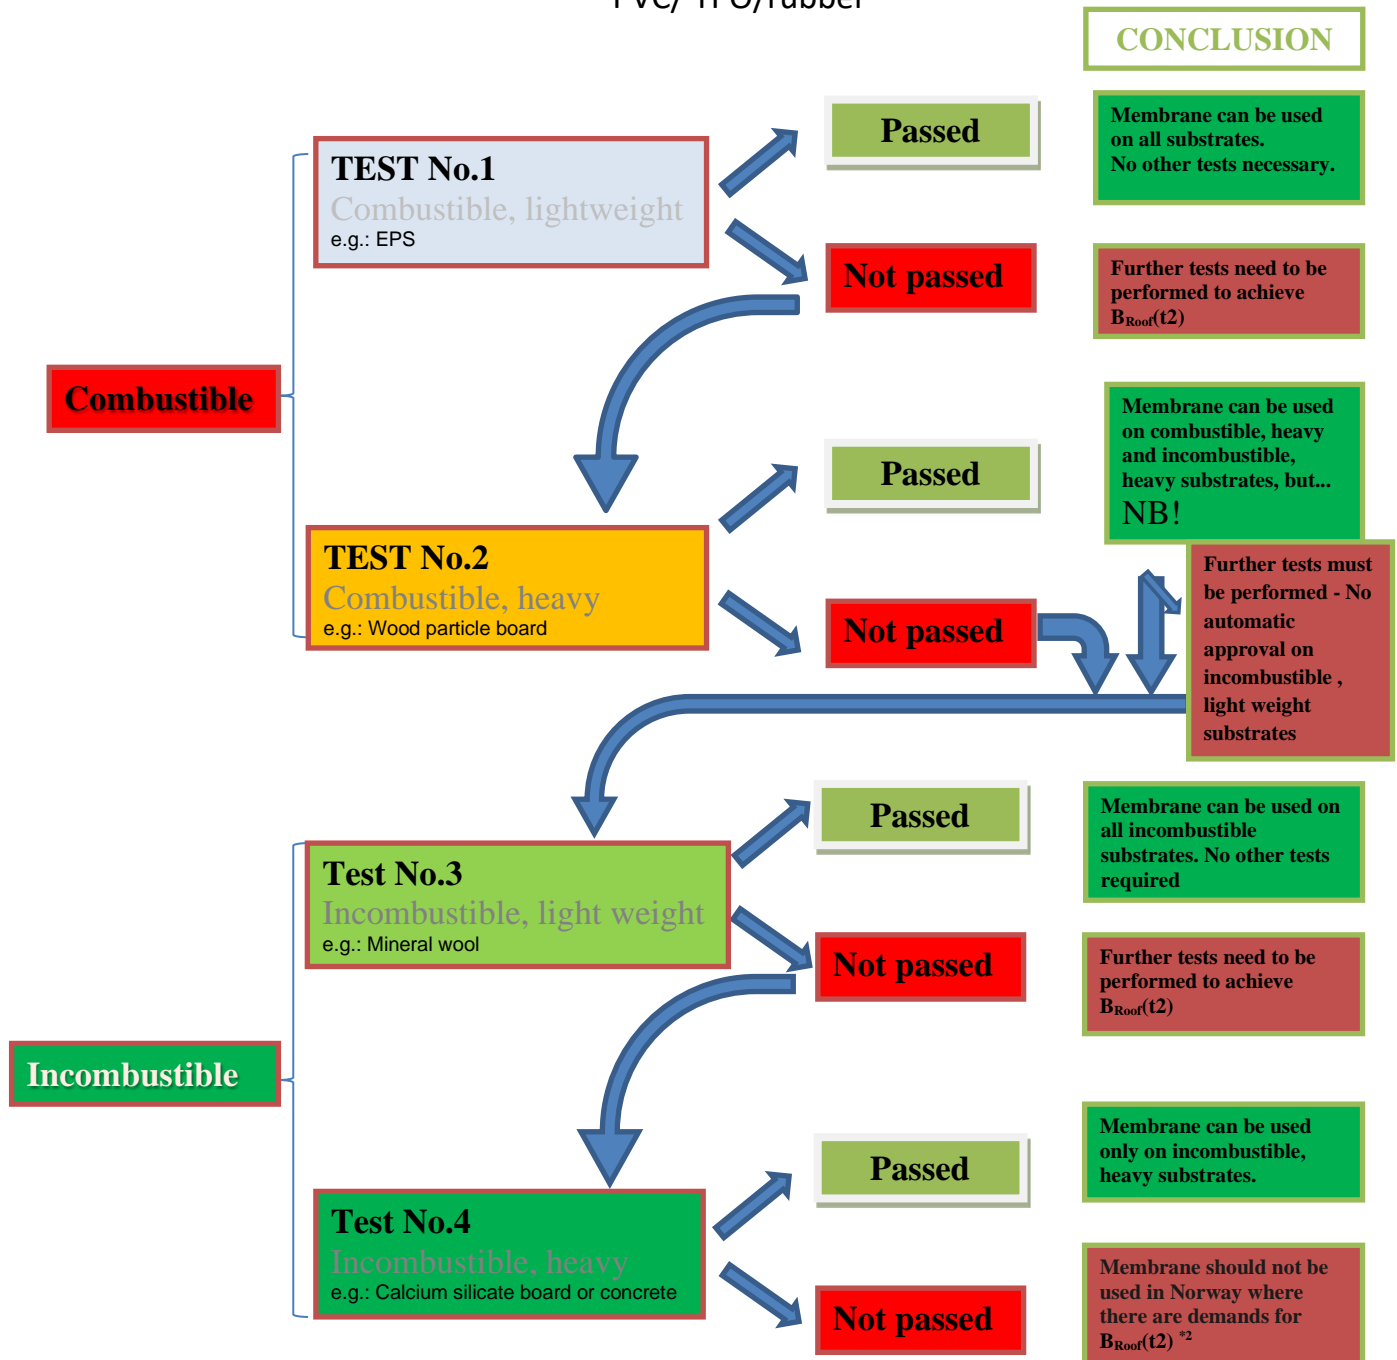 PVC/ TPO/rubber
CONCLUSION
TEST No.1
Combustible, lightweight
e.g.: EPS
Passed
Membrane can be used
on all substrates.
No other tests necessary.
Not passed
Further tests need to be
performed to achieve
BRoof(t2)
Combustible
TEST No.2
Combustible, heavy
e.g.: Wood particle board
Passed
Membrane can be used
on combustible, heavy
and incombustible,
heavy substrates, but...
NB!
Not passed
Further tests must
be performed - No
automatic
approval on
incombustible ,
light weight
substrates
Test No.3
Incombustible, light weight
e.g.: Mineral wool
Passed
Membrane can be used on
all incombustible
substrates. No other tests
required
Not passed
Further tests need to be
performed to achieve
BRoof(t2)
Incombustible
Test No.4
Incombustible, heavy
e.g.: Calcium silicate board or concrete
Passed
Membrane can be used
only on incombustible,
heavy substrates.
Not passed
Membrane should not be
used in Norway where
there are demands for
BRoof(t2) *2